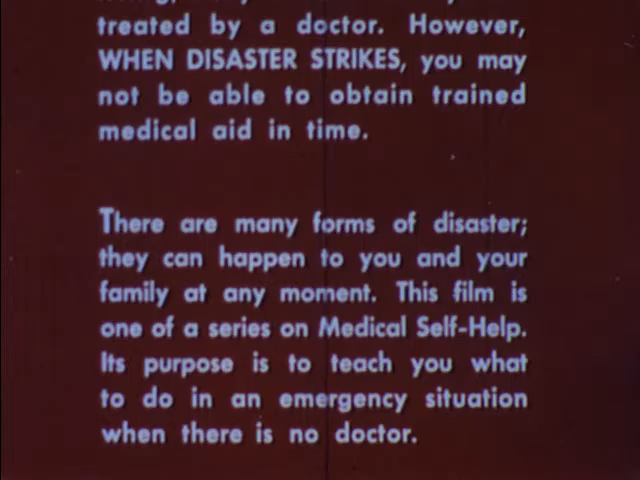 treated by a doctor. However,
WHEN DISASTER STRIKES, you may
not be able to obtain trained
medical aid in time.
There are many forms of disaster;
they can happen to you and your
family at any moment. This film is
one of a series on Medical Self-Help.
Its purpose is to teach you what
to do in an emergency situation
when there is no doctor.